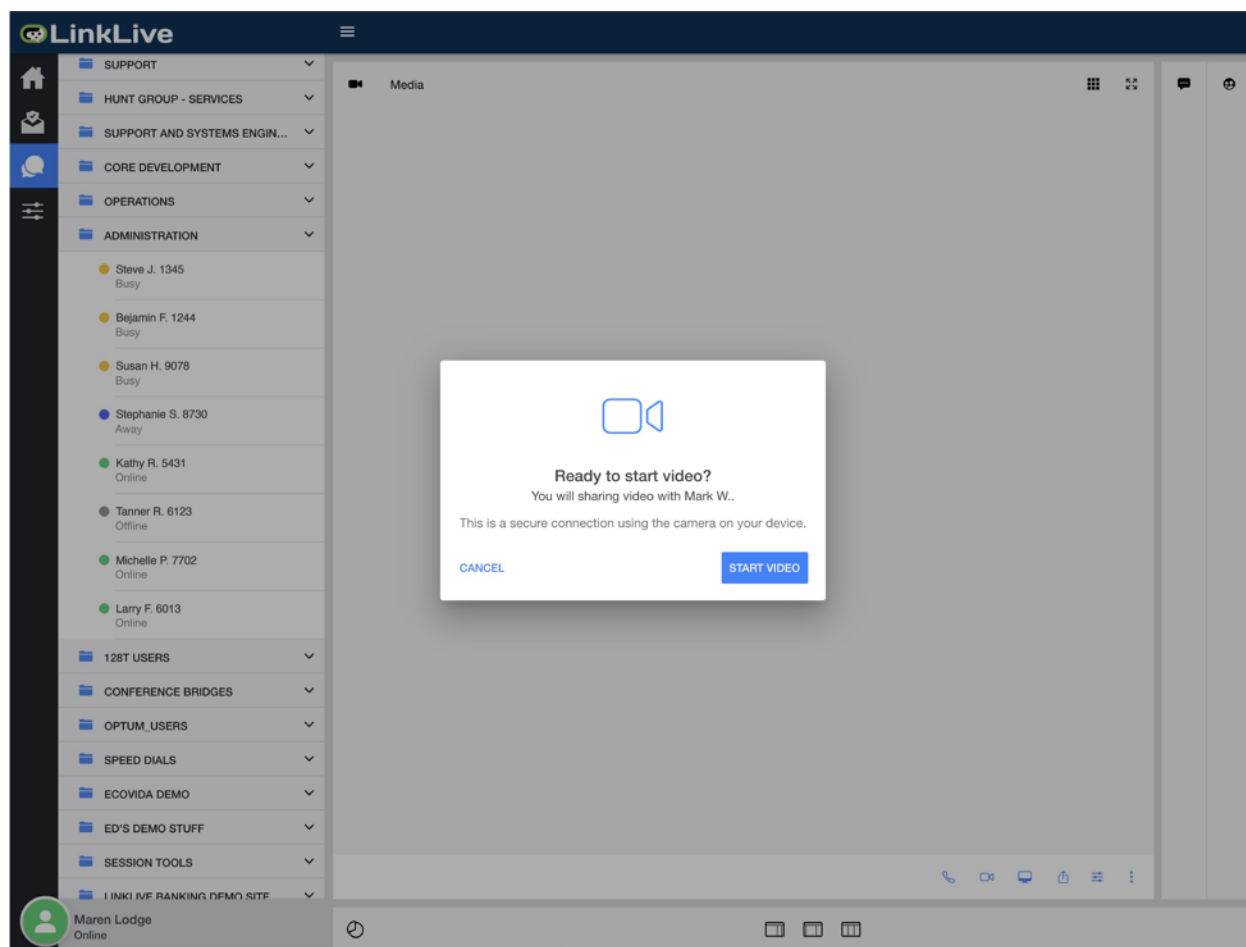 LinkLive
SUPPORT
HUNT GROUP - SERVICES
SUPPORT AND SYSTEMS ENGIN...
CORE DEVELOPMENT
OPERATIONS
ADMINISTRATION
Steve J. 1345
Busy
Bejamin F. 1244
Busy
Susan H. 9078
Busy
Stephanie S. 8730
Away
Kathy R. 5431
Online
Tanner R. 6123
Offline
Michelle P. 7702
Online
Larry F. 6013
Online
128T USERS
CONFERENCE BRIDGES
OPTUM_USERS
SPEED DIALS
ECOVIDA DEMO
ED'S DEMO STUFF
SESSION TOOLS
LINKLIVE BANKING DEMO SITE
Maren Lodge
Online
Media
Ready to start video?
You will sharing video with Mark W..
This is a secure connection using the camera on your device.
CANCEL
START VIDEO